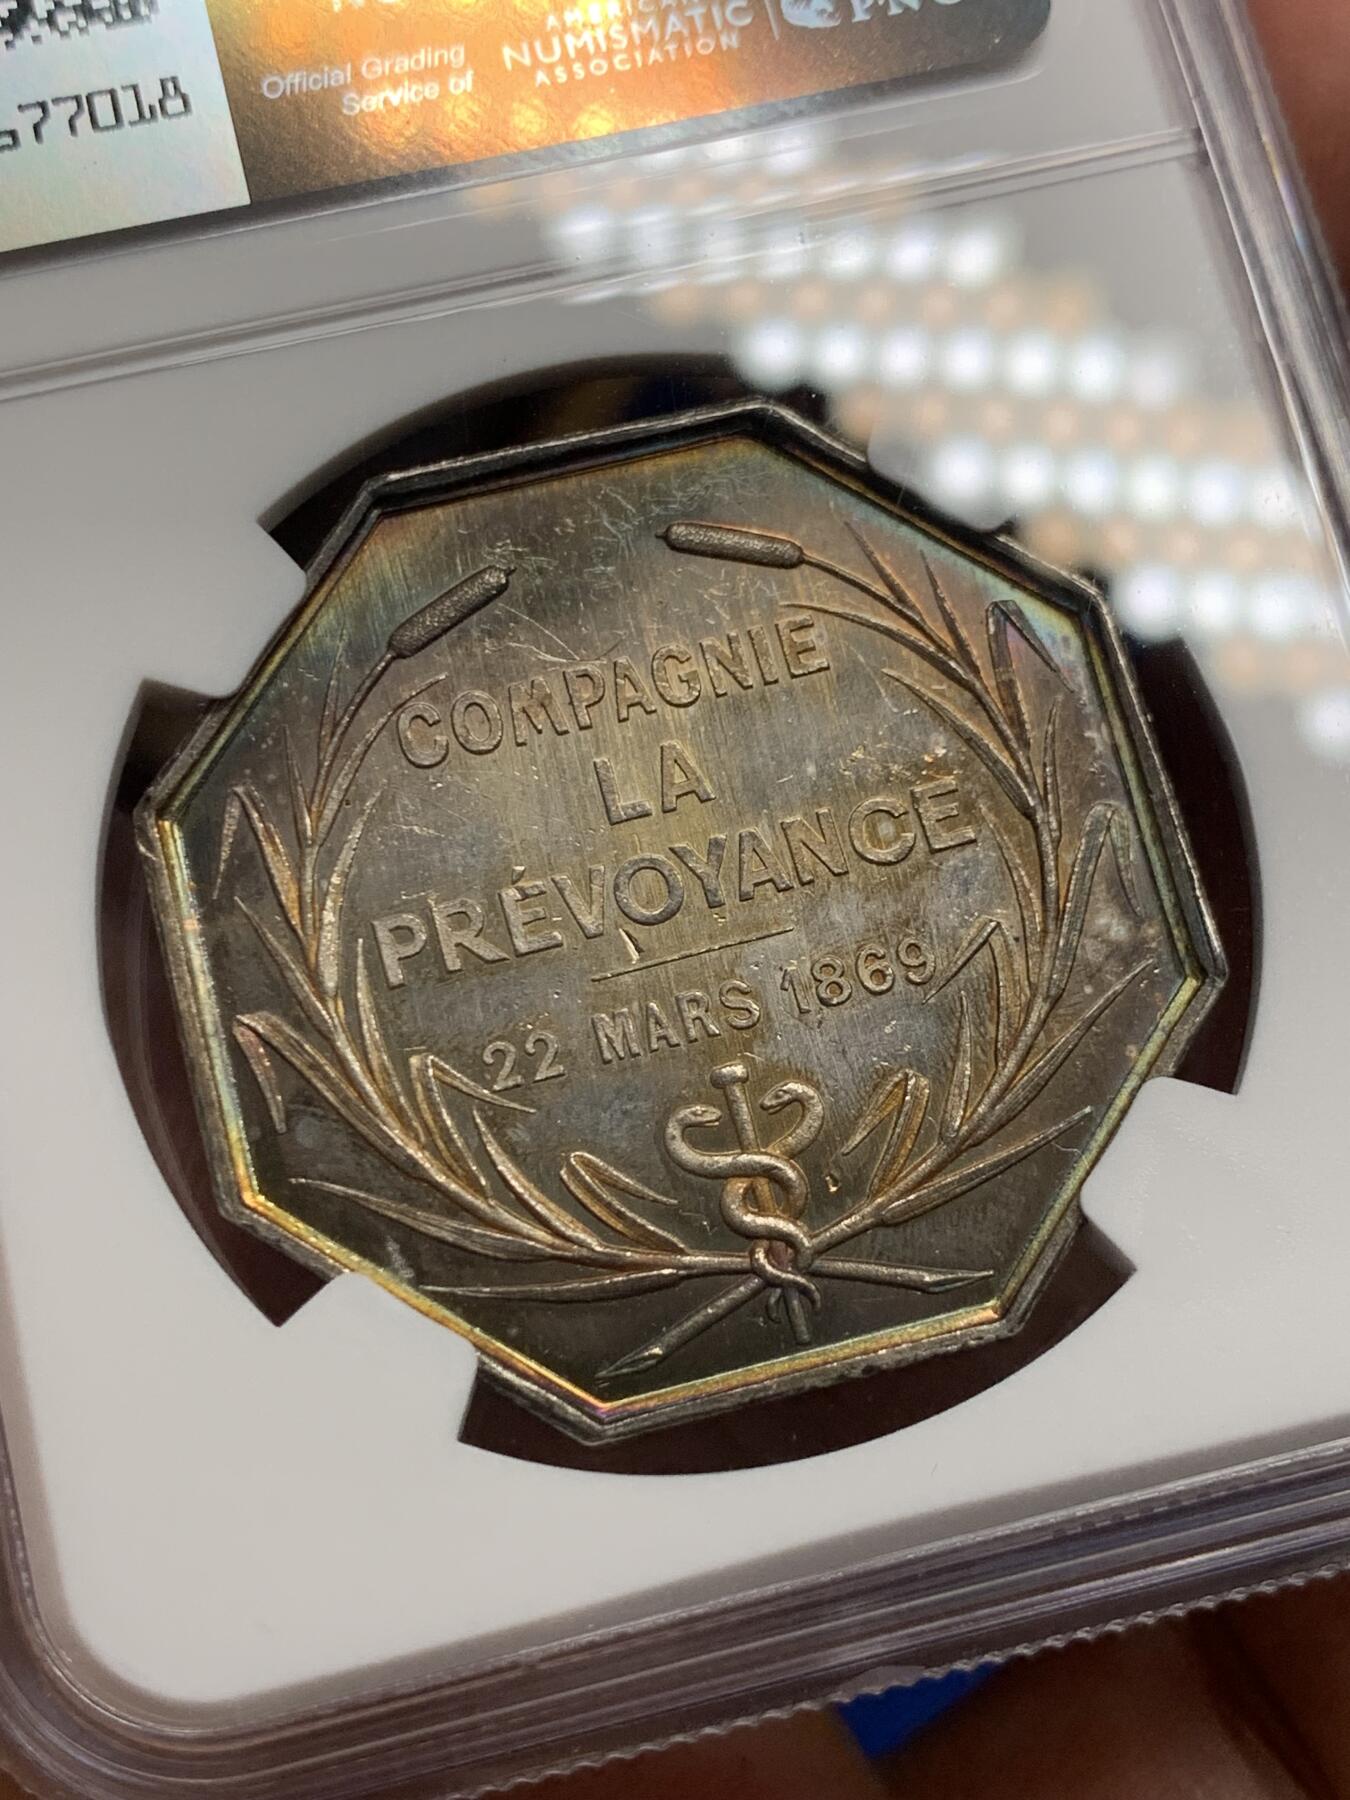 Official Grading
Service of
AMERICAN
NUMISMATIC
ASSOCIATION
77018
COMPAGNIE
LA
PRÉVOYANCE
22 MARS 1869